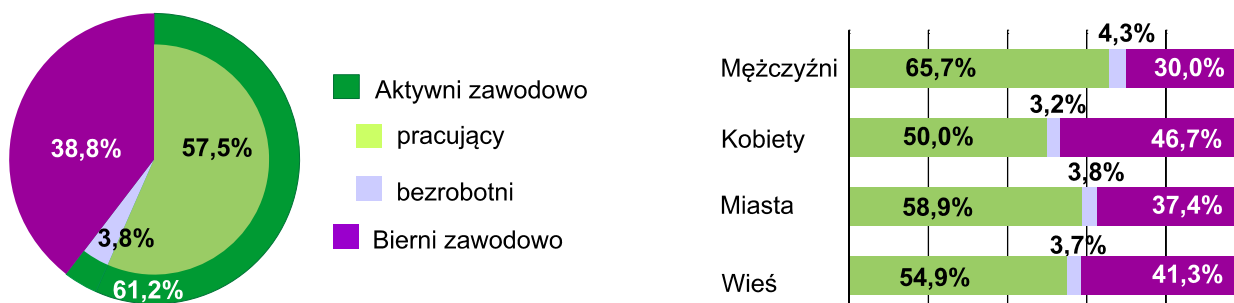 38,8%
57,5%
3,8%
61,2%
Aktywni zawodowo
pracujący
bezrobotni
Bierni zawodowo
4,3%
Mężczyźni 65,7% 30,0%
3,2%
Kobiety 50,0% 46,7%
3,8%
Miasta 58,9% 37,4%
3,7%
Wieś 54,9% 41,3%